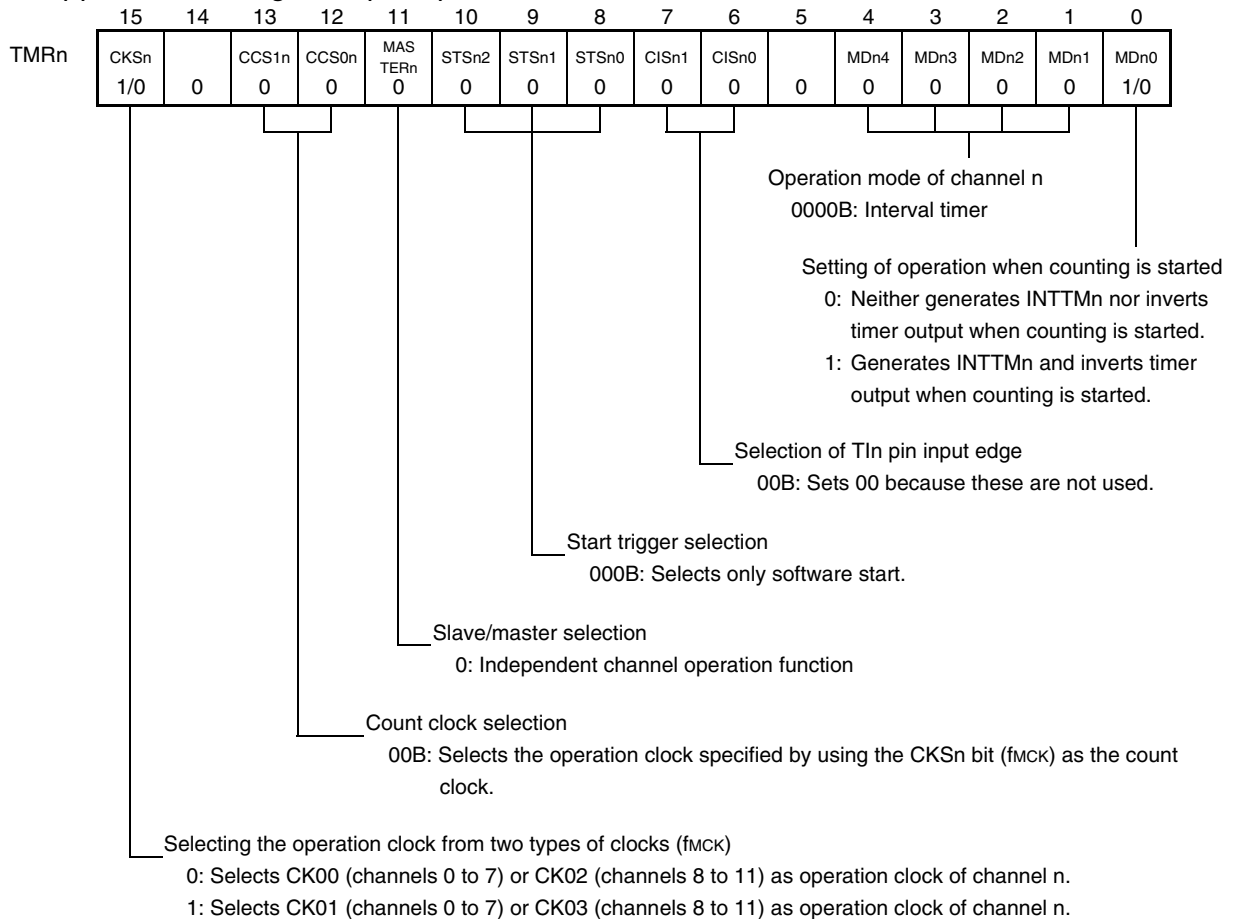 15 14 13 12 11 10 9 8 7 6 5 4 3 2 1 0
TMRn
CKSn CCS1n CCS0n MAS TERn STSn2 STSn1 STSn0 CISn1 CISn0 MDn4 MDn3 MDn2 MDn1 MDn0
1/0 0 0 0 0 0 0 0 0 0 0 0 0 0 0 1/0
Operation mode of channel n
0000B: Interval timer
Setting of operation when counting is started
0: Neither generates INTTMn nor inverts
timer output when counting is started.
1: Generates INTTMn and inverts timer
output when counting is started.
Selection of TIn pin input edge
00B: Sets 00 because these are not used.
Start trigger selection
000B: Selects only software start.
Slave/master selection
0: Independent channel operation function
Count clock selection
00B: Selects the operation clock specified by using the CKSn bit (fMCK) as the count
clock.
Selecting the operation clock from two types of clocks (fMCK)
0: Selects CK00 (channels 0 to 7) or CK02 (channels 8 to 11) as operation clock of channel n.
1: Selects CK01 (channels 0 to 7) or CK03 (channels 8 to 11) as operation clock of channel n.